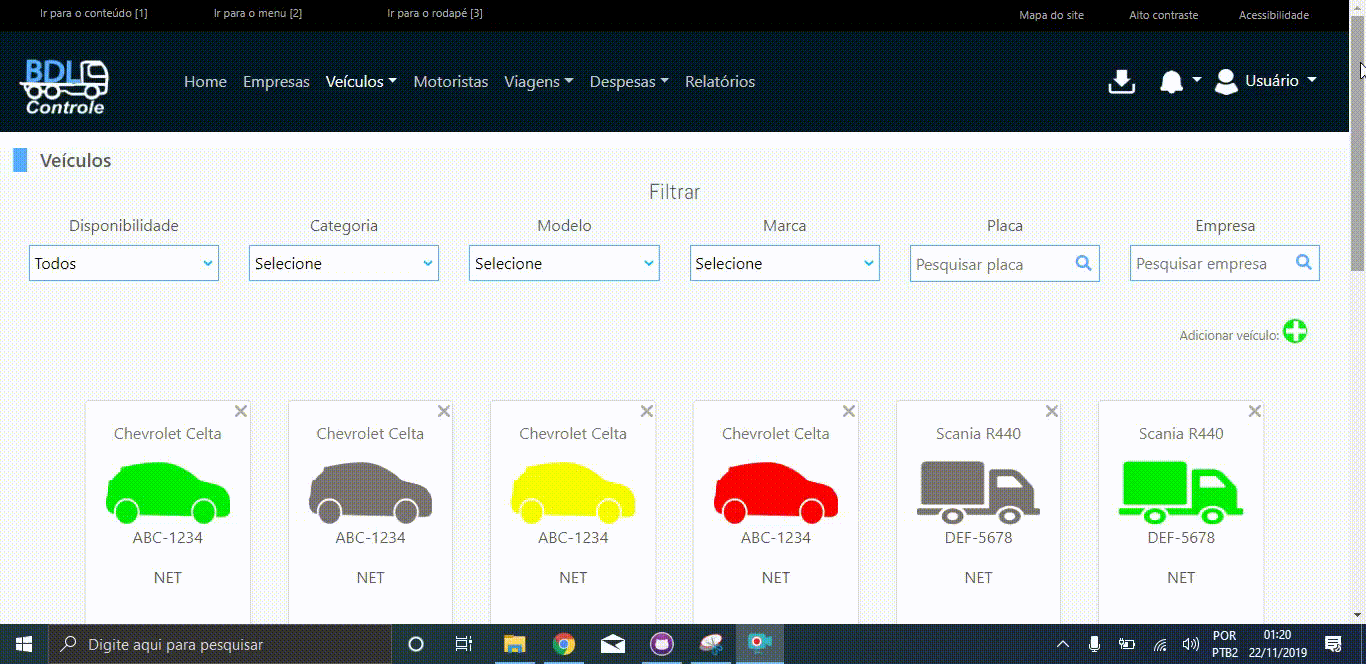 Ir para o conteúdo [1] Ir para o menu [2] Ir para o rodapé [3] Mapa do site Alto contraste Acessibilidade
BDL
Controle
Home Empresas Veículos Motoristas Viagens Despesas Relatórios Usuário
Veículos
Filtrar
Disponibilidade Categoria Modelo Marca Placa Empresa
Todos Selecione Selecione Selecione Pesquisar placa Pesquisar empresa
Adicionar veículo:
Chevrolet Celta Chevrolet Celta Chevrolet Celta Chevrolet Celta Scania R440 Scania R440
ABC-1234 ABC-1234 ABC-1234 ABC-1234 DEF-5678 DEF-5678
NET NET NET NET NET NET
Digite aqui para pesquisar
POR 01:20
PTB2 22/11/2019